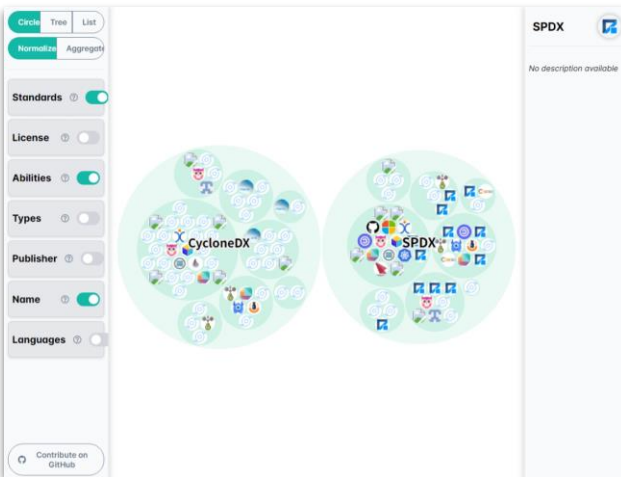 Circle Tree List
Normalize Aggregate
Standards
License
Abilities
Types
Publisher
Name
Languages
Contribute on
GitHub
CycloneDX
SPDX
SPDX
No description available